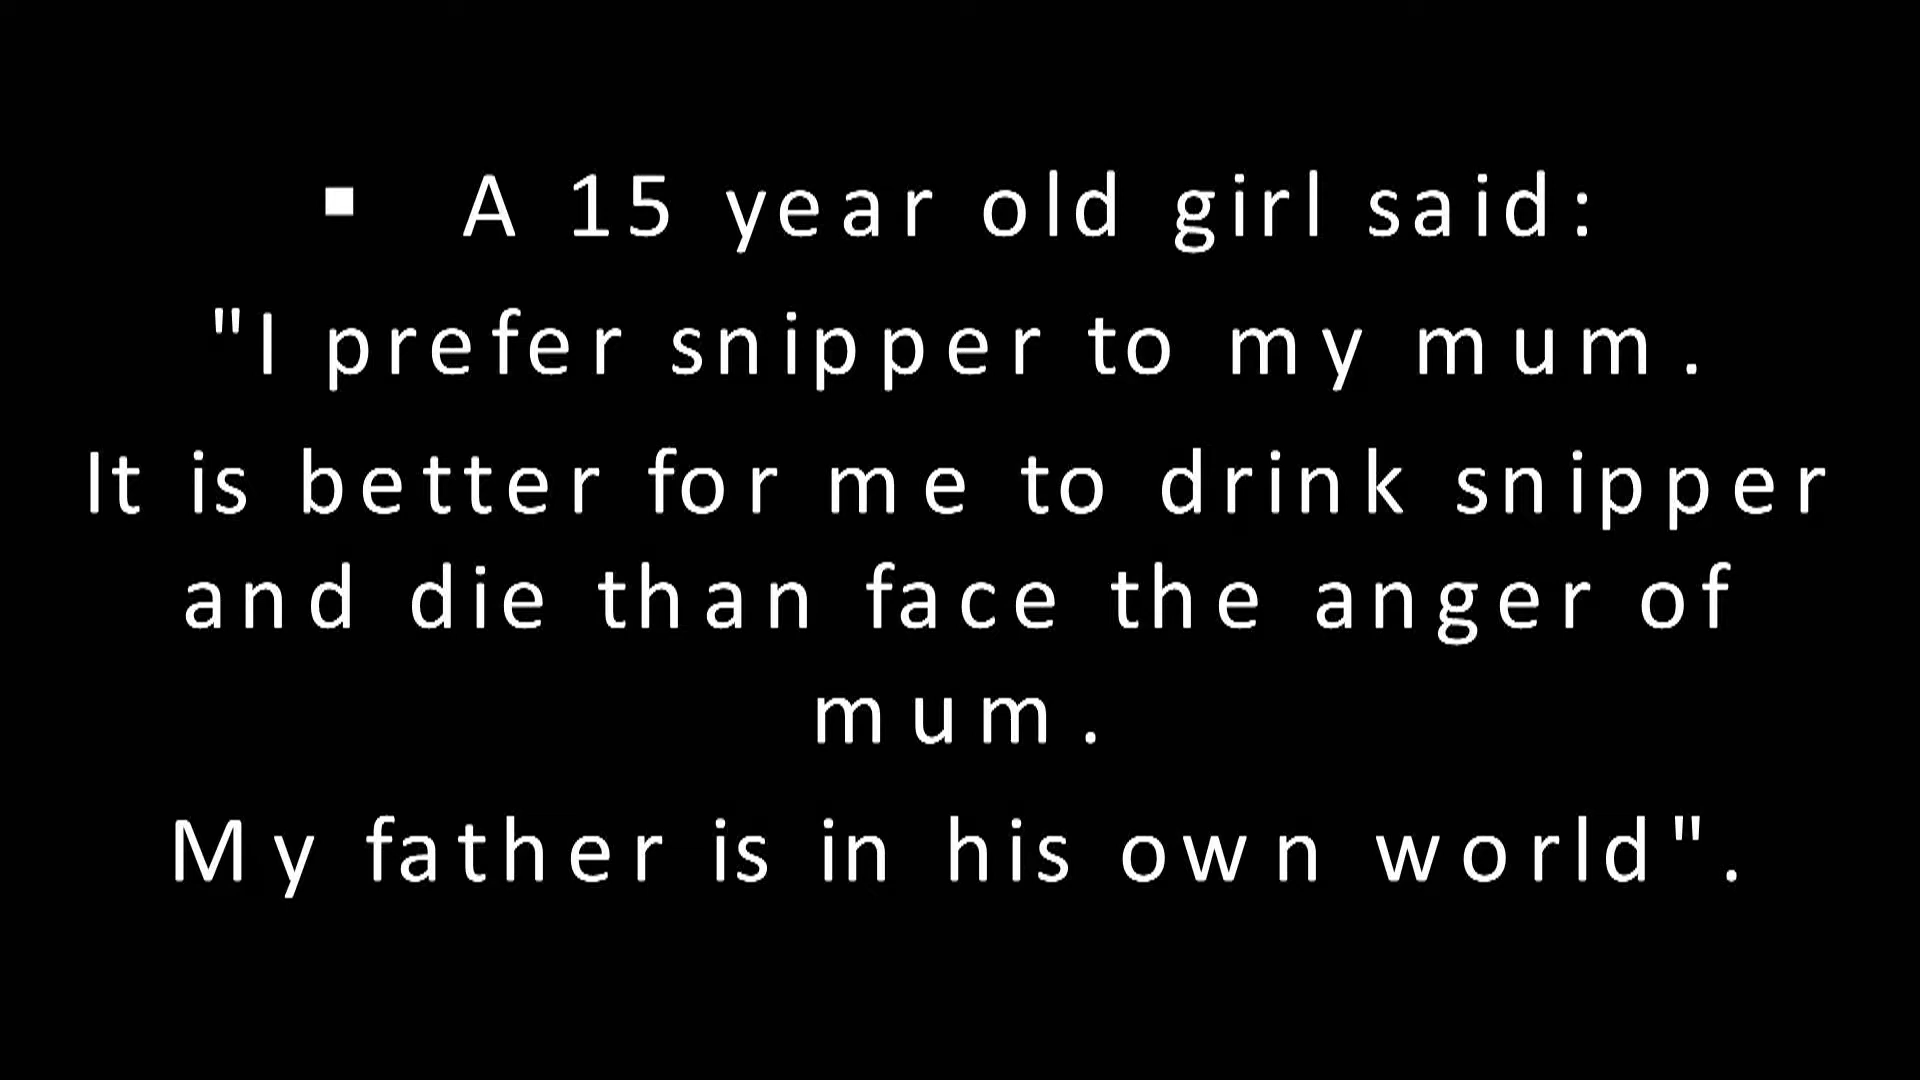 ▪ A 15 year old girl said:
"I prefer snipper to my mum.
It is better for me to drink snipper
and die than face the anger of
mum.
My father is in his own world".